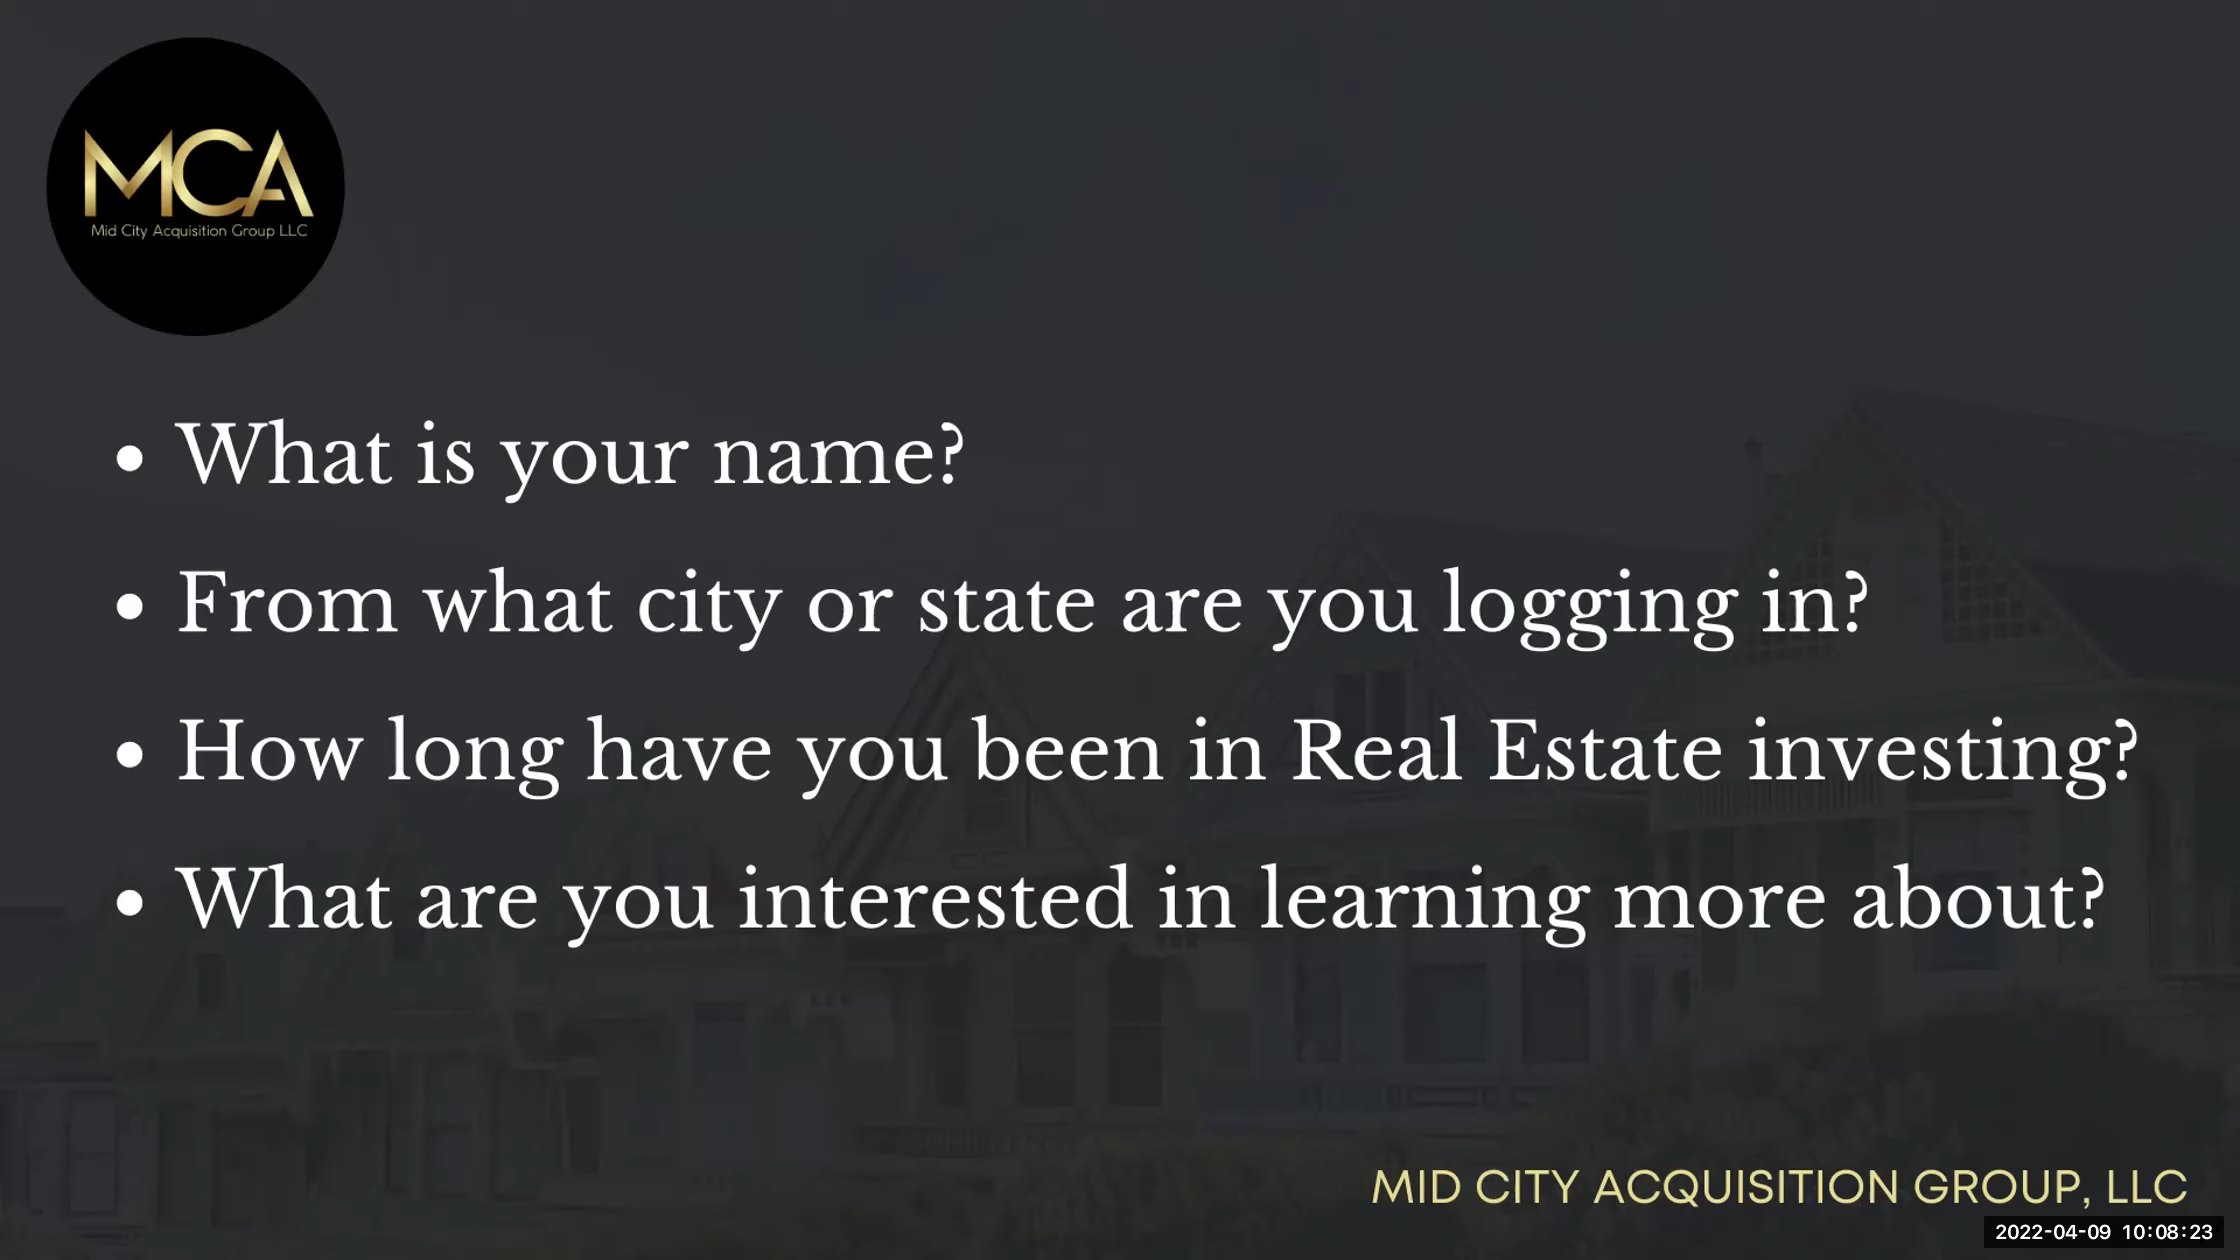 MCA
Mid City Acquisition Group LLC
• What is your name?
• From what city or state are you logging in?
• How long have you been in Real Estate investing?
• What are you interested in learning more about?
MID CITY ACQUISITION GROUP, LLC
2022-04-09 10:08:23